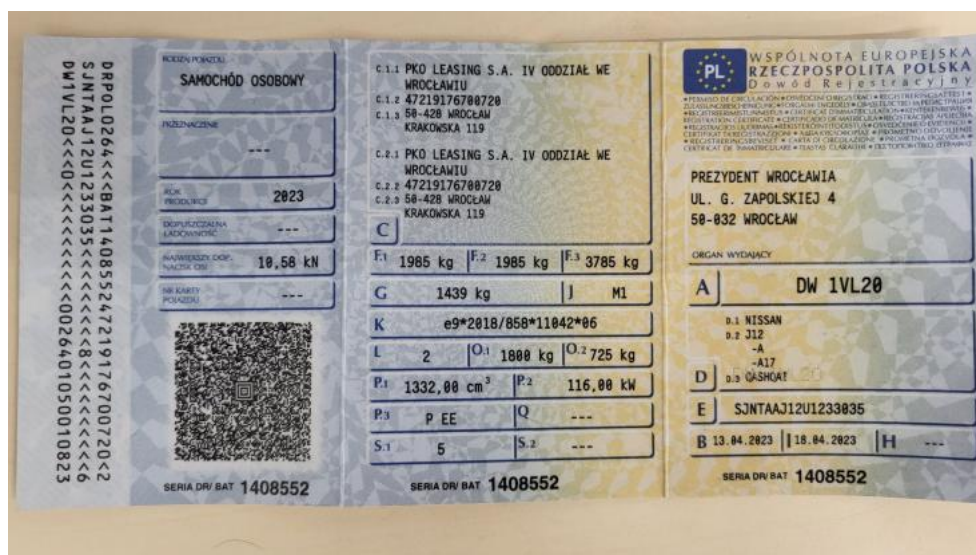 DRPOL0264<<BAT14085524721917670072​0<2
SJNTAAJ12U1233035<<<<<<8<<<<<<<<6
DW1VL20<<0<<<<<<<<<<<002640105001​0823
RODZAJ POJAZDU
SAMOCHÓD OSOBOWY
PRZEZNACZENIE
---
ROK PRODUKCJI 2023
DOPUSZCZALNA ŁADOWNOŚĆ ---
NAJWIĘKSZY DOP. NACISK OSI 10,58 kN
NR KARTY POJAZDU ---
SERIA DR/ BAT 1408552
C.1.1 PKO LEASING S.A. IV ODDZIAŁ WE
WROCŁAWIU
C.1.2 47219176700720
C.1.3 50-428 WROCŁAW
KRAKOWSKA 119
C.2.1 PKO LEASING S.A. IV ODDZIAŁ WE
WROCŁAWIU
C.2.2 47219176700720
C.2.3 50-428 WROCŁAW
KRAKOWSKA 119
C
F.1 1985 kg F.2 1985 kg F.3 3785 kg
G 1439 kg J M1
K e9*2018/858*11042*06
L 2 O.1 1800 kg O.2 725 kg
P.1 1332,00 cm³ P.2 116,00 kW
P.3 P EE Q ---
S.1 5 S.2 ---
SERIA DR/ BAT 1408552
PL
WSPÓLNOTA EUROPEJSKA
RZECZPOSPOLITA POLSKA
Dowód Rejestracyjny
PREZYDENT WROCŁAWIA
UL. G. ZAPOLSKIEJ 4
50-032 WROCŁAW
ORGAN WYDAJĄCY
A DW 1VL20
D.1 NISSAN
D.2 J12
-A
-A17
D D.3 QASHQAI
E SJNTAAJ12U1233035
B 13.04.2023 I 18.04.2023 H ---
SERIA DR/ BAT 1408552